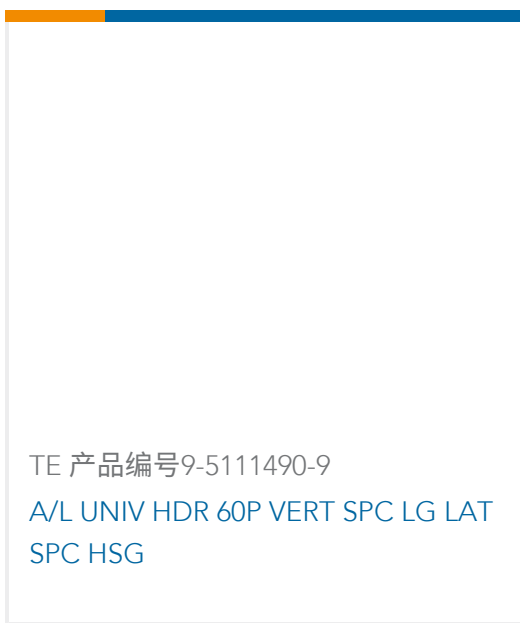 TE 产品编号9-5111490-9
A/L UNIV HDR 60P VERT SPC LG LAT
SPC HSG